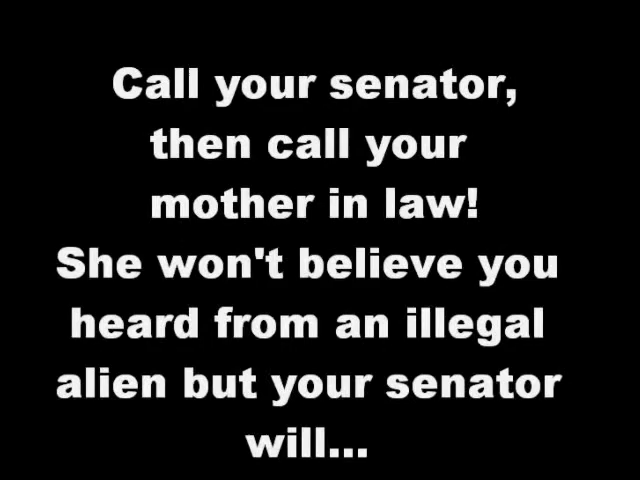 Call your senator,
then call your
mother in law!
She won't believe you
heard from an illegal
alien but your senator
will...